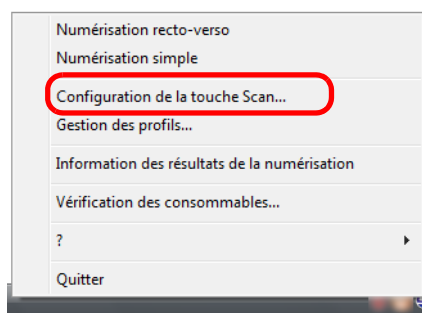 Numérisation recto-verso
Numérisation simple
Configuration de la touche Scan...
Gestion des profils...
Information des résultats de la numérisation
Vérification des consommables...
?
Quitter